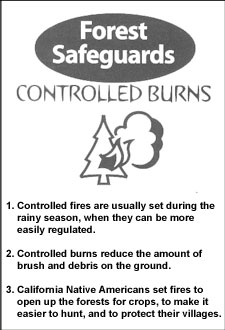 Forest
Safeguards
CONTROLLED BURNS
1. Controlled fires are usually set during the
rainy season, when they can be more
easily regulated.
2. Controlled burns reduce the amount of
brush and debris on the ground.
3. California Native Americans set fires to
open up the forests for crops, to make it
easier to hunt, and to protect their villages.